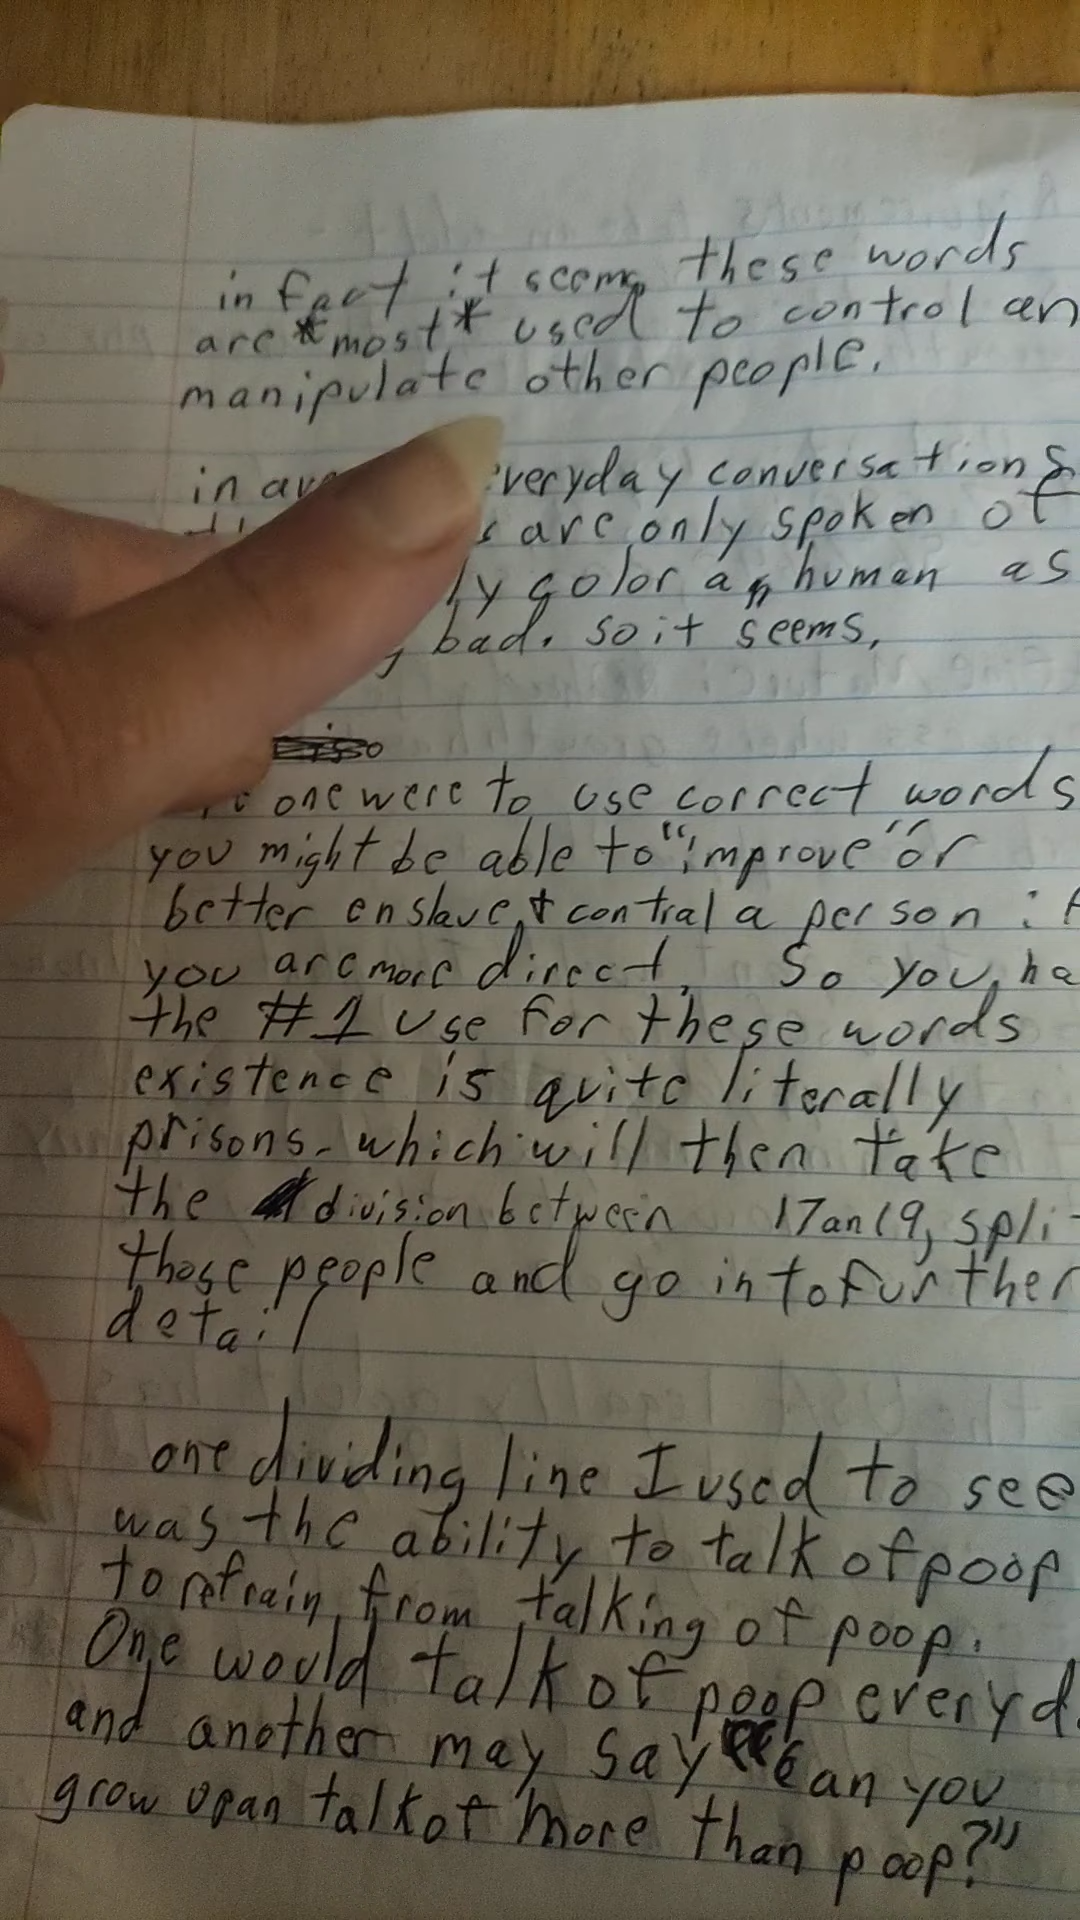 in fact it seems these words
are *most* used to control an
manipulate other people.
in everyday conversations
are only spoken of
color an human as
bad. so it seems,
one were to use correct words
you might be able to "improve" or
better enslave & control a person if
you are more direct. So you, ha
the #1 use for these words
existence is quite literally
prisons. which will then take
the division between 17an19, spli
those people and go into further
detail
one dividing line I used to see
was the ability to talk of poop
to refrain from talking of poop.
One would talk of poop everyd
and another may say "can you
grow opan talk of more than poop?"